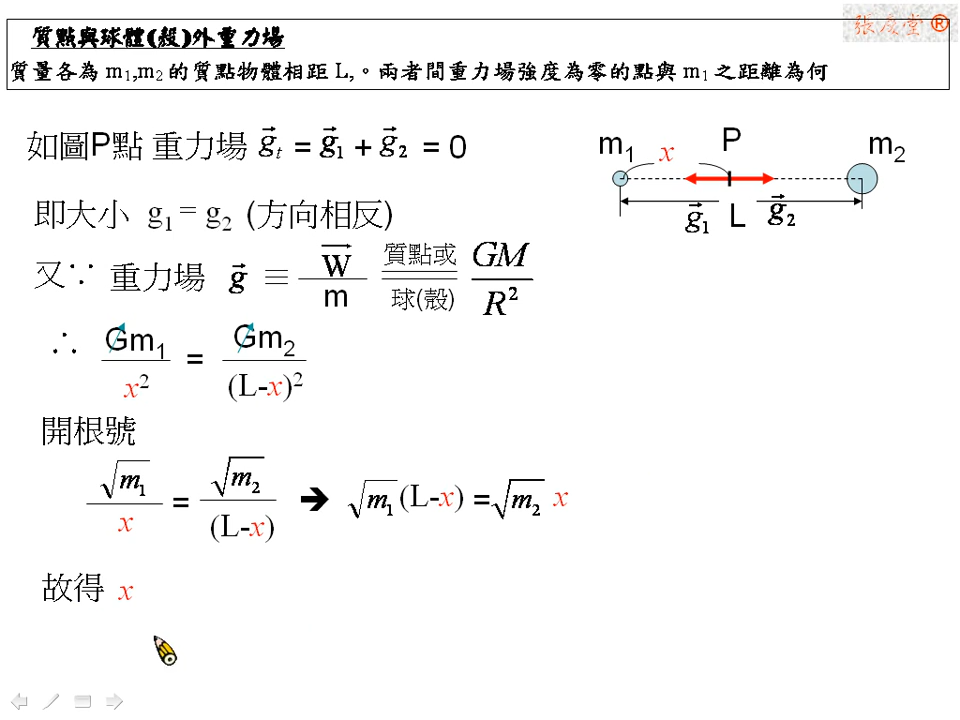 張度堂 ®
質點與球體(殼)外重力場
質量各為 m₁,m₂ 的質點物體相距 L,。兩者間重力場強度為零的點與 m₁ 之距離為何
如圖P點 重力場 g⃗ₜ = g⃗₁ + g⃗₂ = 0
m₁ x P m₂
g⃗₁ L g⃗₂
即大小 g₁ = g₂ (方向相反)
又∵ 重力場 g⃗ ≡ W⃗/m 質點或球(殼) GM/R²
∴ Gm₁/x² = Gm₂/(L-x)²
開根號
√m₁/x = √m₂/(L-x) ➔ √m₁(L-x) = √m₂ x
故得 x